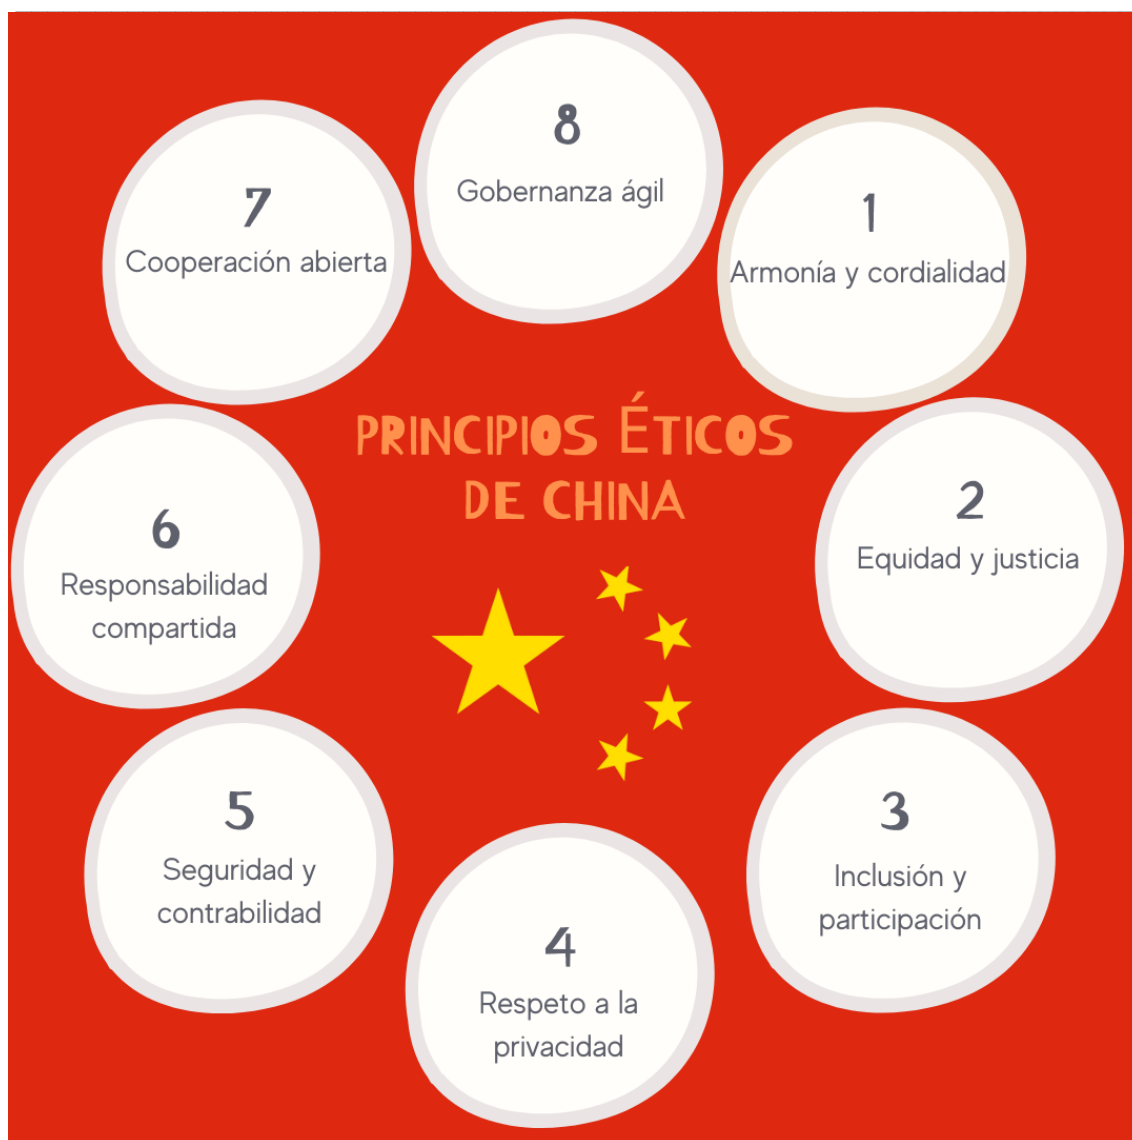 PRINCIPIOS ÉTICOS
DE CHINA
1
Armonía y cordialidad
2
Equidad y justicia
3
Inclusión y
participación
4
Respeto a la
privacidad
5
Seguridad y
contrabilidad
6
Responsabilidad
compartida
7
Cooperación abierta
8
Gobernanza ágil